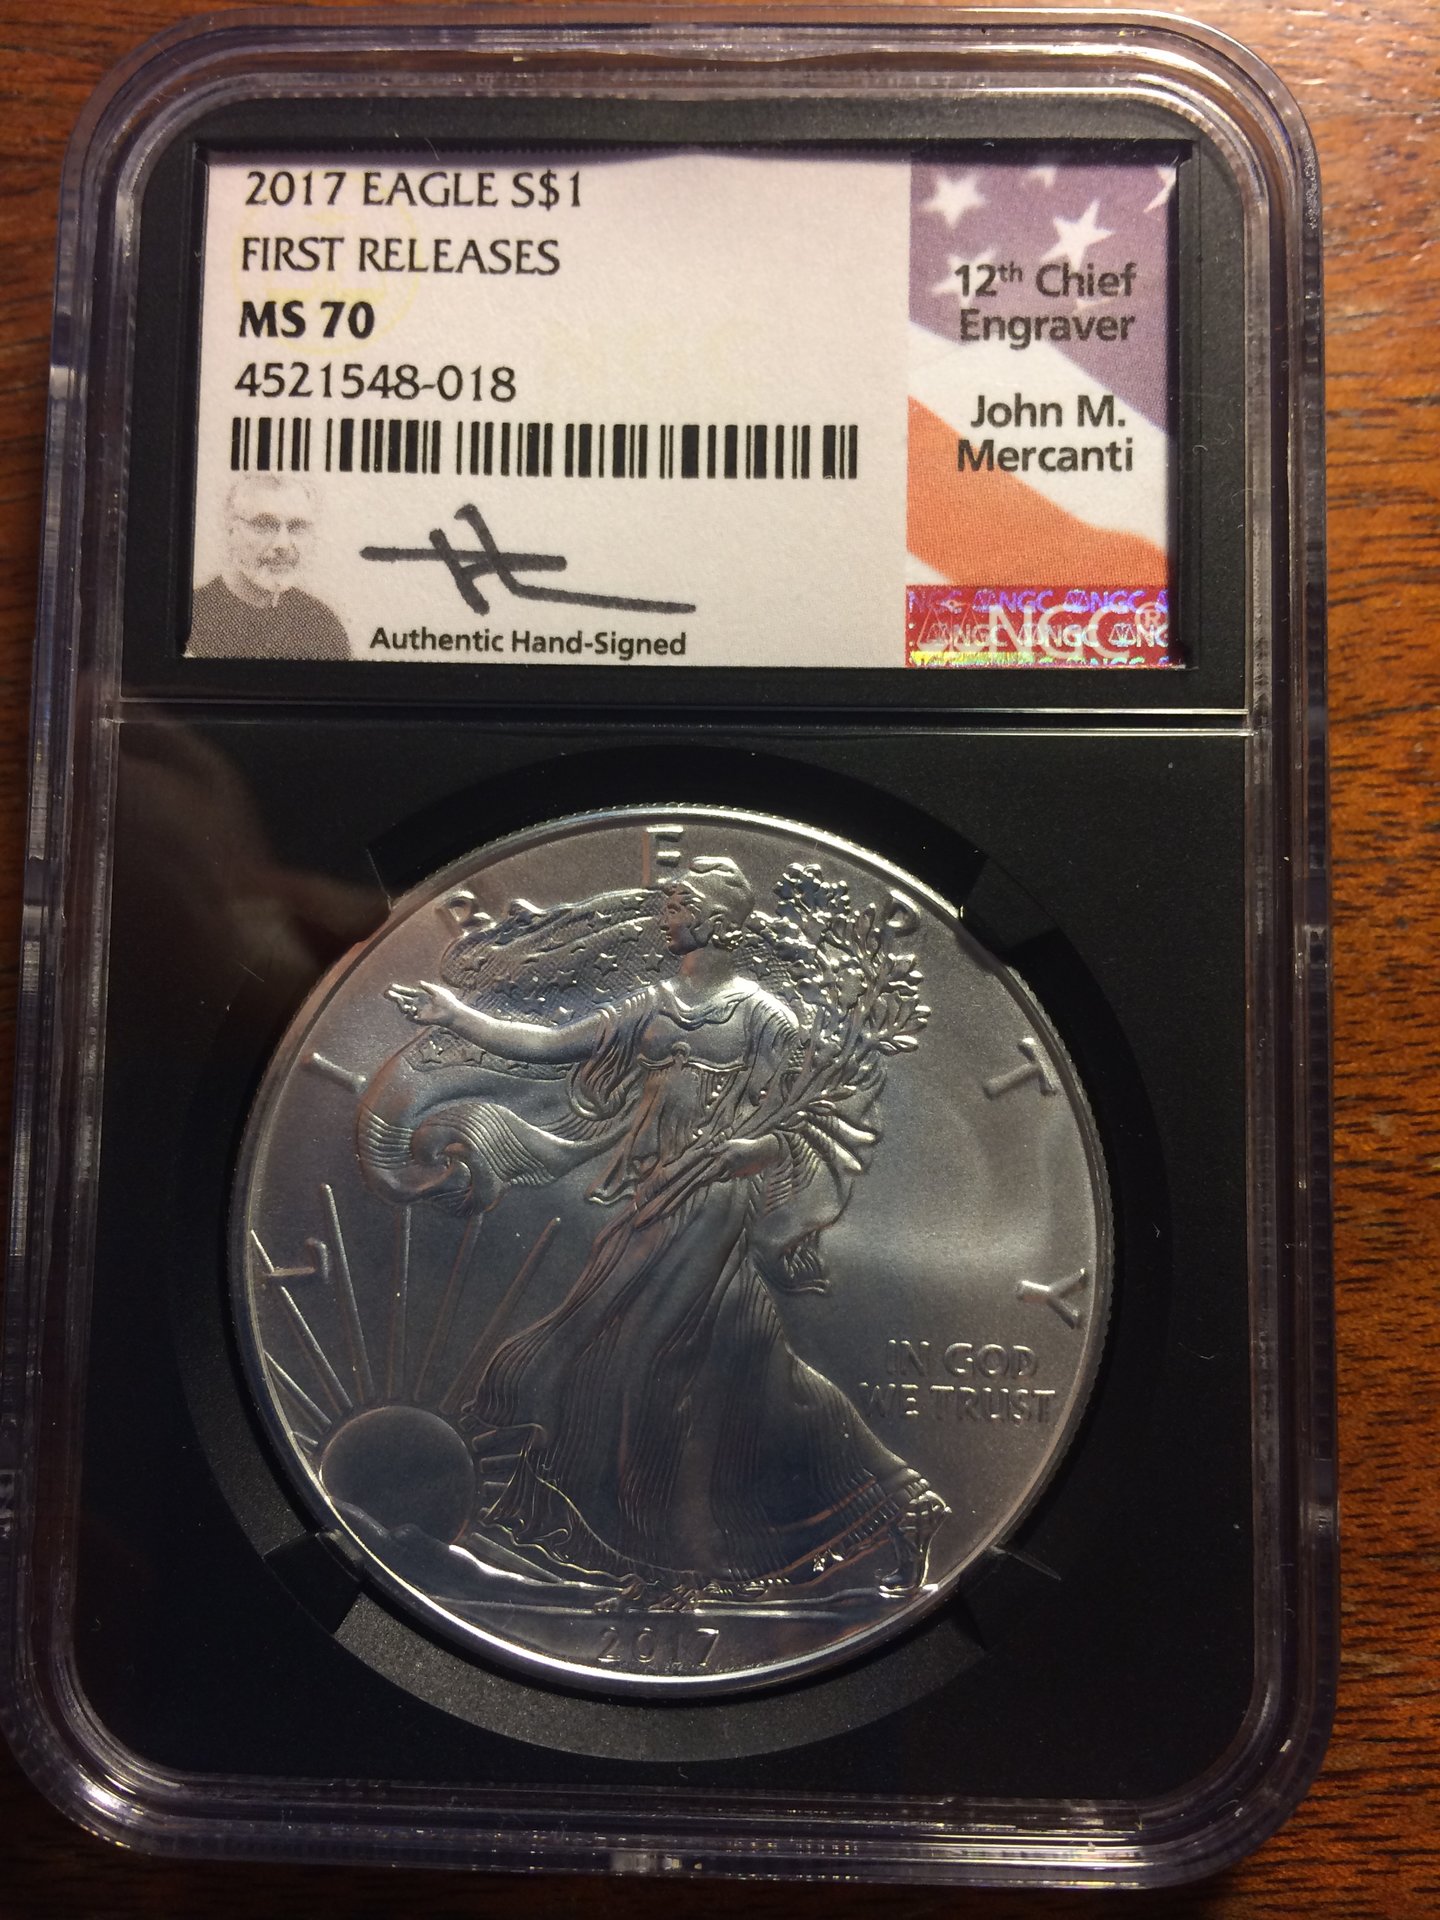 2017 EAGLE S$1
FIRST RELEASES
MS 70
4521548-018
Authentic Hand-Signed
12th Chief
Engraver
John M.
Mercanti
NGC®
LIBERTY
IN GOD
WE TRUST
2017